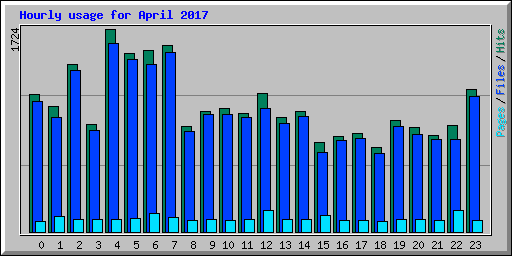 Hourly usage for April 2017
1724
Pages/Files/Hits
0 1 2 3 4 5 6 7 8 9 10 11 12 13 14 15 16 17 18 19 20 21 22 23